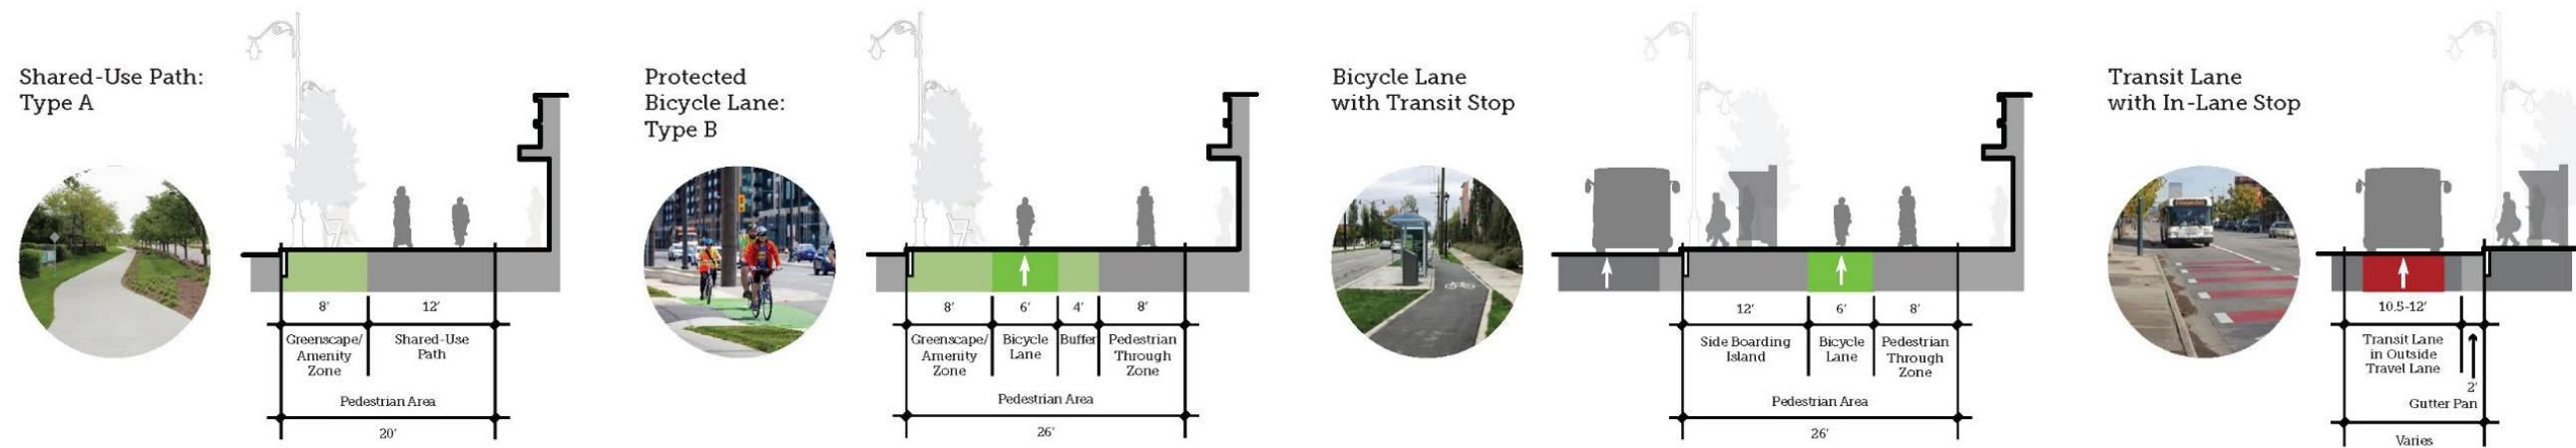 Shared-Use Path:
Type A
8'
12'
Greenscape/
Amenity
Zone
Shared-Use
Path
Pedestrian Area
20'
Protected
Bicycle Lane:
Type B
8'
6'
4'
8'
Greenscape/
Amenity
Zone
Bicycle
Lane
Buffer
Pedestrian
Through
Zone
Pedestrian Area
26'
Bicycle Lane
with Transit Stop
12'
6'
8'
Side Boarding
Island
Bicycle
Lane
Pedestrian
Through
Zone
Pedestrian Area
26'
Transit Lane
with In-Lane Stop
10.5-12'
Transit Lane
in Outside
Travel Lane
2'
Gutter Pan
Varies